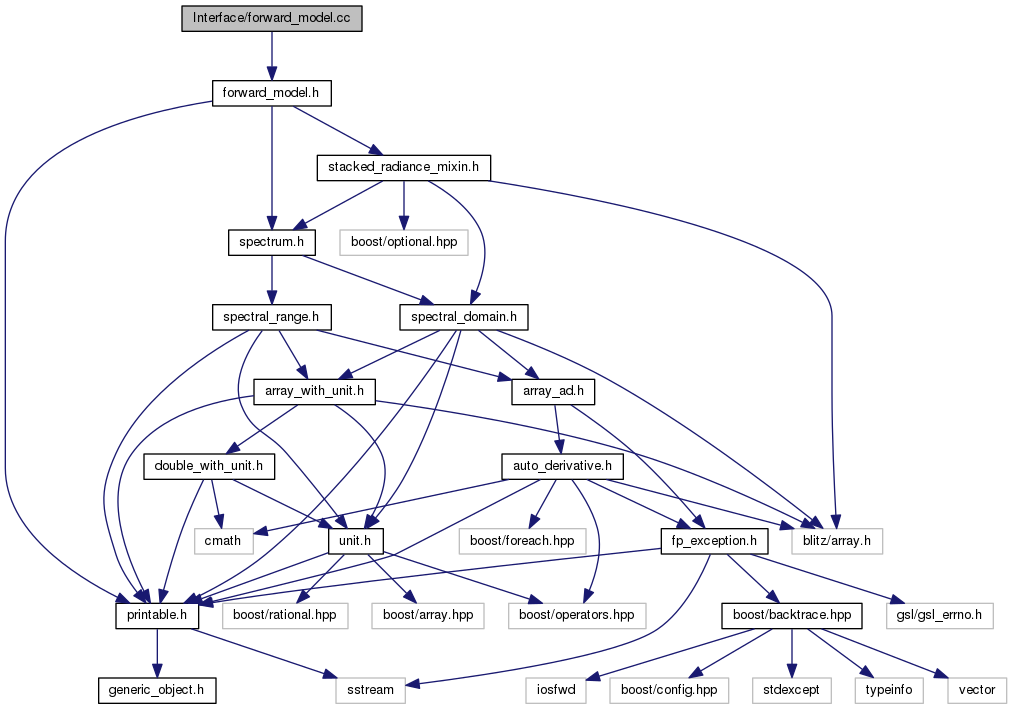 Interface/forward_model.cc
forward_model.h
stacked_radiance_mixin.h
spectrum.h
boost/optional.hpp
spectral_range.h
spectral_domain.h
array_with_unit.h
array_ad.h
double_with_unit.h
auto_derivative.h
cmath
unit.h
boost/foreach.hpp
fp_exception.h
blitz/array.h
printable.h
boost/rational.hpp
boost/array.hpp
boost/operators.hpp
boost/backtrace.hpp
gsl/gsl_errno.h
generic_object.h
sstream
iosfwd
boost/config.hpp
stdexcept
typeinfo
vector